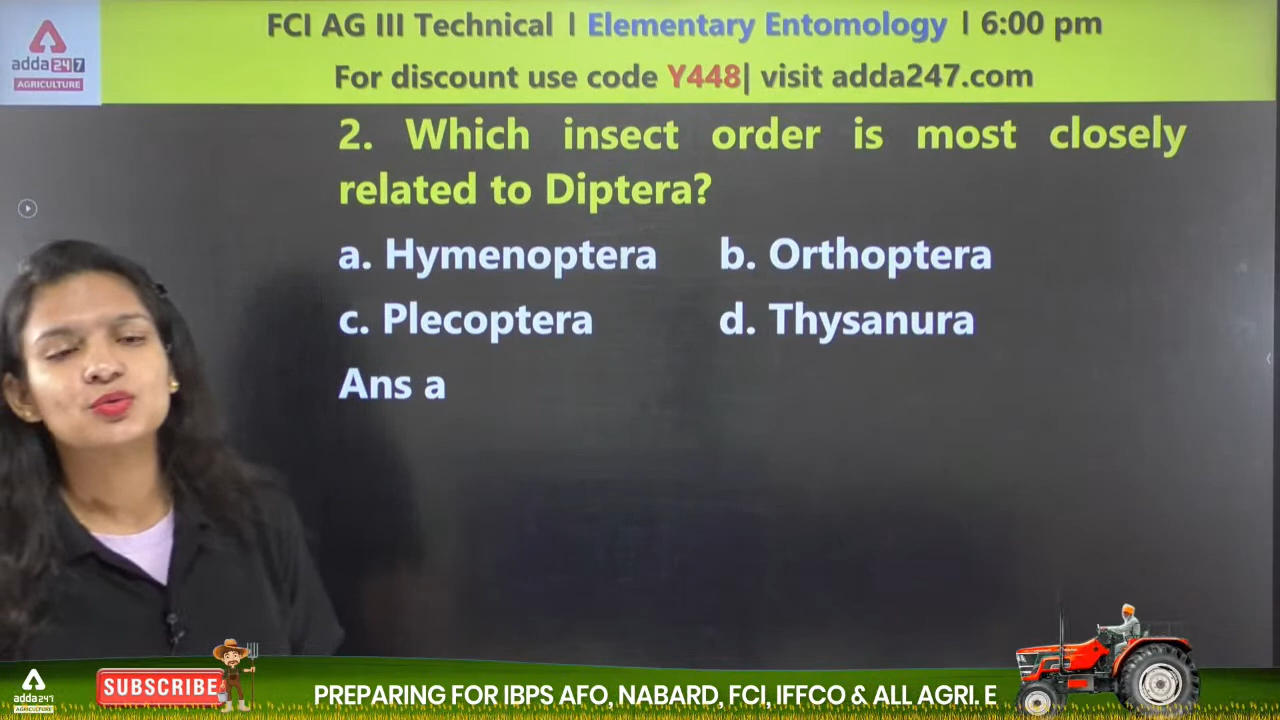 FCI AG III Technical | Elementary Entomology | 6:00 pm
For discount use code Y448| visit adda247.com
adda247
AGRICULTURE
2. Which insect order is most closely
related to Diptera?
a. Hymenoptera b. Orthoptera
c. Plecoptera d. Thysanura
Ans a
adda247
AGRICULTURE
SUBSCRIBE
PREPARING FOR IBPS AFO, NABARD, FCI, IFFCO & ALL AGRI. E